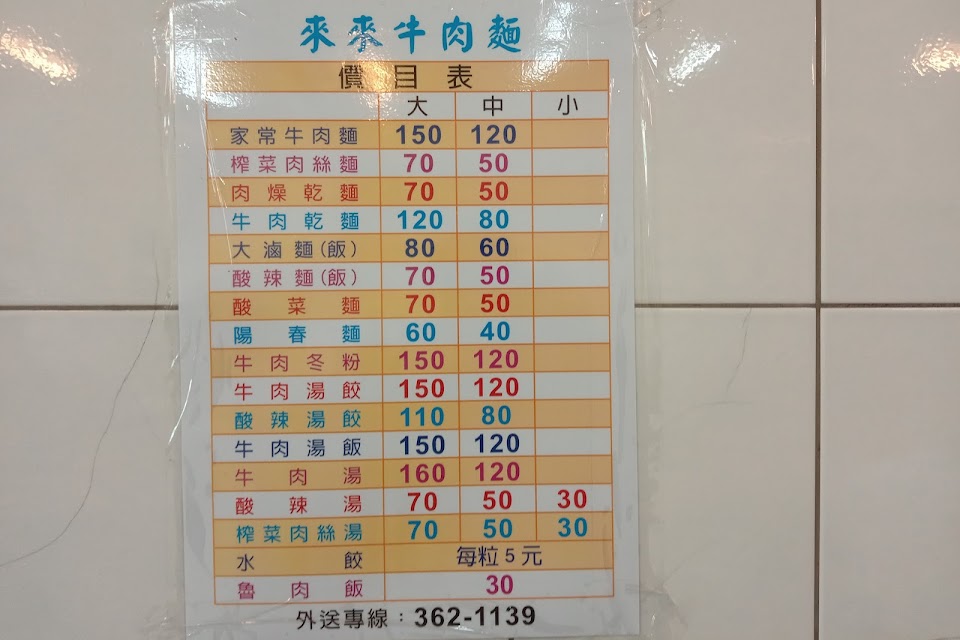 來來牛肉麵
價目表
大 中 小
家常牛肉麵 150 120
榨菜肉絲麵 70 50
肉燥乾麵 70 50
牛肉乾麵 120 80
大滷麵(飯) 80 60
酸辣麵(飯) 70 50
酸菜麵 70 50
陽春麵 60 40
牛肉冬粉 150 120
牛肉湯餃 150 120
酸辣湯餃 110 80
牛肉湯飯 150 120
牛肉湯 160 120
酸辣湯 70 50 30
榨菜肉絲湯 70 50 30
水餃 每粒5元
魯肉飯 30
外送專線：362-1139